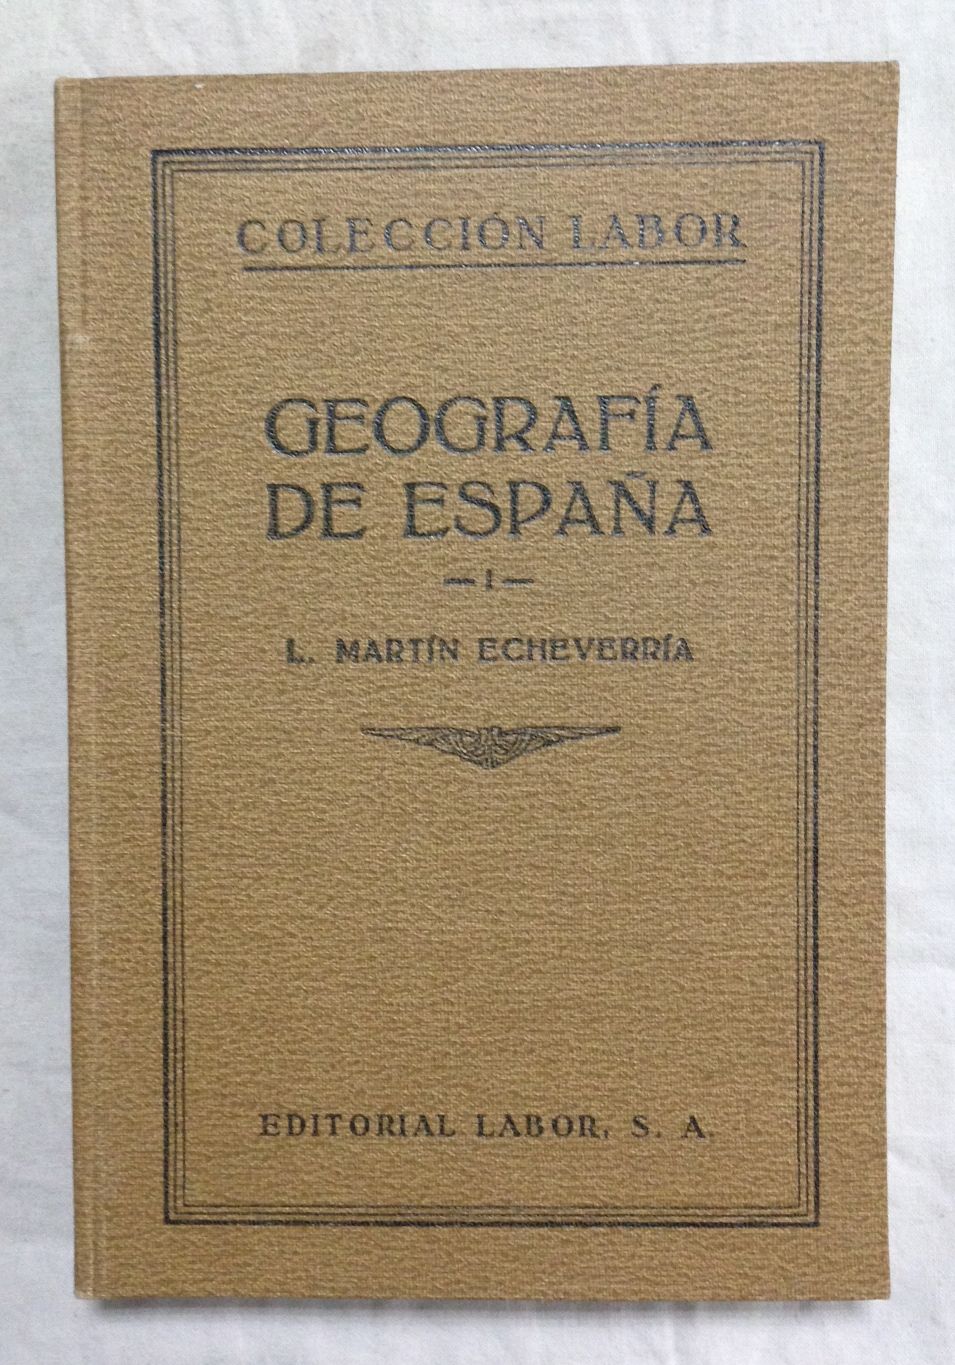 COLECCIÓN LABOR
GEOGRAFÍA
DE ESPAÑA
— I —
L. MARTÍN ECHEVERRÍA
EDITORIAL LABOR, S. A.